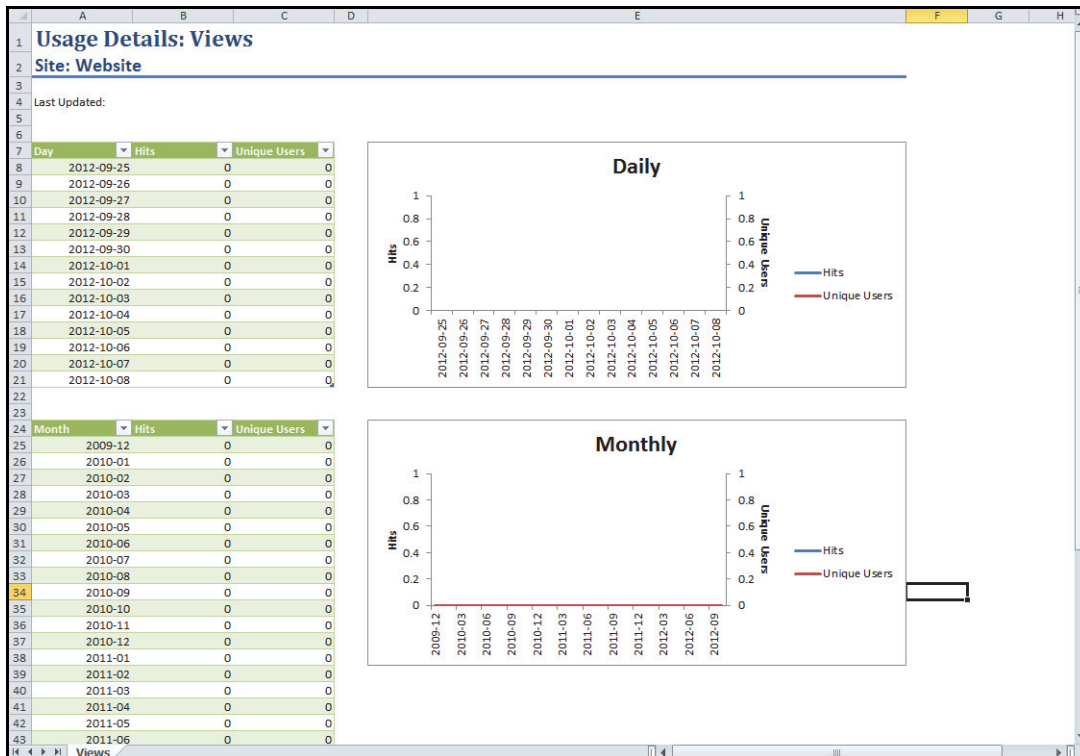 A B C D E F G H
1 Usage Details: Views
2 Site: Website
3
4 Last Updated:
5
6
7 Day Hits Unique Users
8 2012-09-25 0 0
9 2012-09-26 0 0
10 2012-09-27 0 0
11 2012-09-28 0 0
12 2012-09-29 0 0
13 2012-09-30 0 0
14 2012-10-01 0 0
15 2012-10-02 0 0
16 2012-10-03 0 0
17 2012-10-04 0 0
18 2012-10-05 0 0
19 2012-10-06 0 0
20 2012-10-07 0 0
21 2012-10-08 0 0
22
23
Daily
Hits
1
0.8
0.6
0.4
0.2
0
1
0.8
0.6
0.4
0.2
0
Unique Users
Hits
Unique Users
2012-09-25
2012-09-26
2012-09-27
2012-09-28
2012-09-29
2012-09-30
2012-10-01
2012-10-02
2012-10-03
2012-10-04
2012-10-05
2012-10-06
2012-10-07
2012-10-08
24 Month Hits Unique Users
25 2009-12 0 0
26 2010-01 0 0
27 2010-02 0 0
28 2010-03 0 0
29 2010-04 0 0
30 2010-05 0 0
31 2010-06 0 0
32 2010-07 0 0
33 2010-08 0 0
34 2010-09 0 0
35 2010-10 0 0
36 2010-11 0 0
37 2010-12 0 0
38 2011-01 0 0
39 2011-02 0 0
40 2011-03 0 0
41 2011-04 0 0
42 2011-05 0 0
43 2011-06 0 0
Monthly
Hits
1
0.8
0.6
0.4
0.2
0
1
0.8
0.6
0.4
0.2
0
Unique Users
Hits
Unique Users
2009-12
2010-03
2010-06
2010-09
2010-12
2011-03
2011-06
2011-09
2011-12
2012-03
2012-06
2012-09
Views